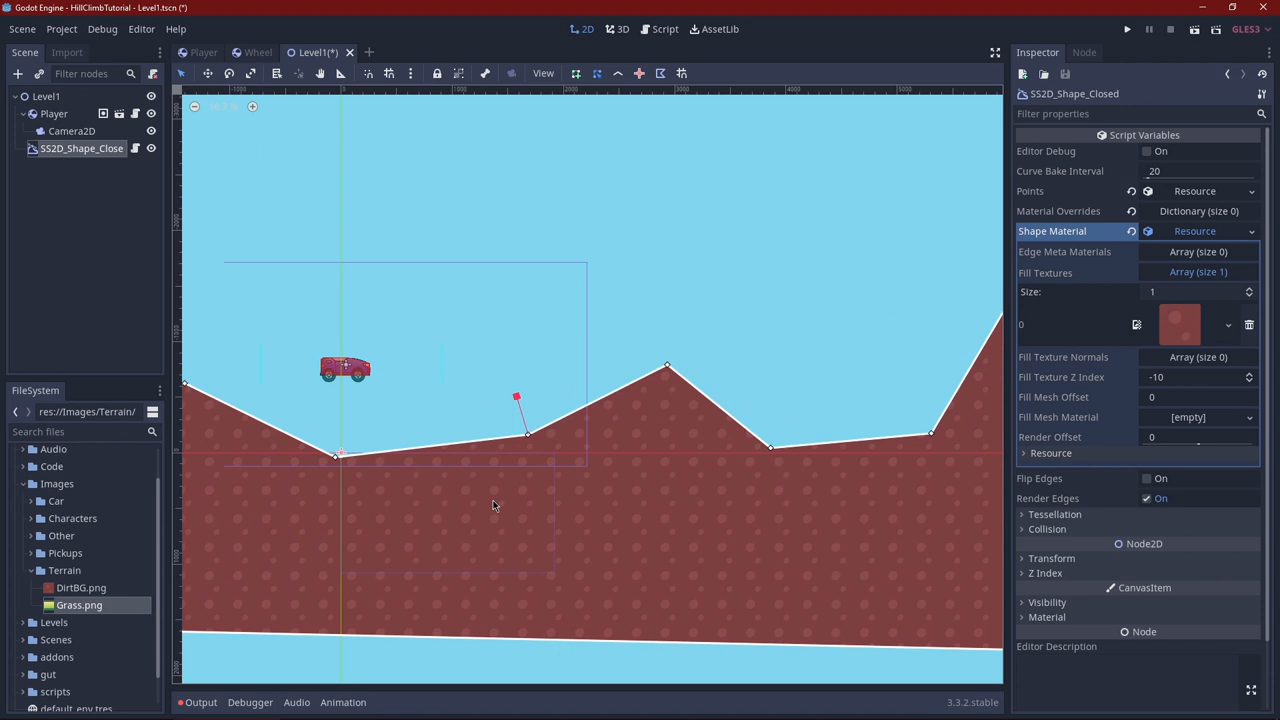 Godot Engine - HillClimbTutorial - Level1.tscn (*)
Scene Project Debug Editor Help
2D 3D Script AssetLib
GLES3
Scene Import
Filter nodes
Level1
Player
Camera2D
SS2D_Shape_Close
FileSystem
res://Images/Terrain/
Search files
Audio
Code
Images
Car
Characters
Other
Pickups
Terrain
DirtBG.png
Grass.png
Levels
Scenes
addons
gut
scripts
default_env.tres
Player Wheel Level1(*)
View
-1000 0 1000 2000 3000 4000 5000
Output Debugger Audio Animation
3.3.2.stable
Inspector Node
SS2D_Shape_Closed
Filter properties
Script Variables
Editor Debug On
Curve Bake Interval 20
Points Resource
Material Overrides Dictionary (size 0)
Shape Material Resource
Edge Meta Materials Array (size 0)
Fill Textures Array (size 1)
Size: 1
0
Fill Texture Normals Array (size 0)
Fill Texture Z Index -10
Fill Mesh Offset 0
Fill Mesh Material [empty]
Render Offset 0
Resource
Flip Edges On
Render Edges On
Tessellation
Collision
Node2D
Transform
Z Index
CanvasItem
Visibility
Material
Node
Editor Description